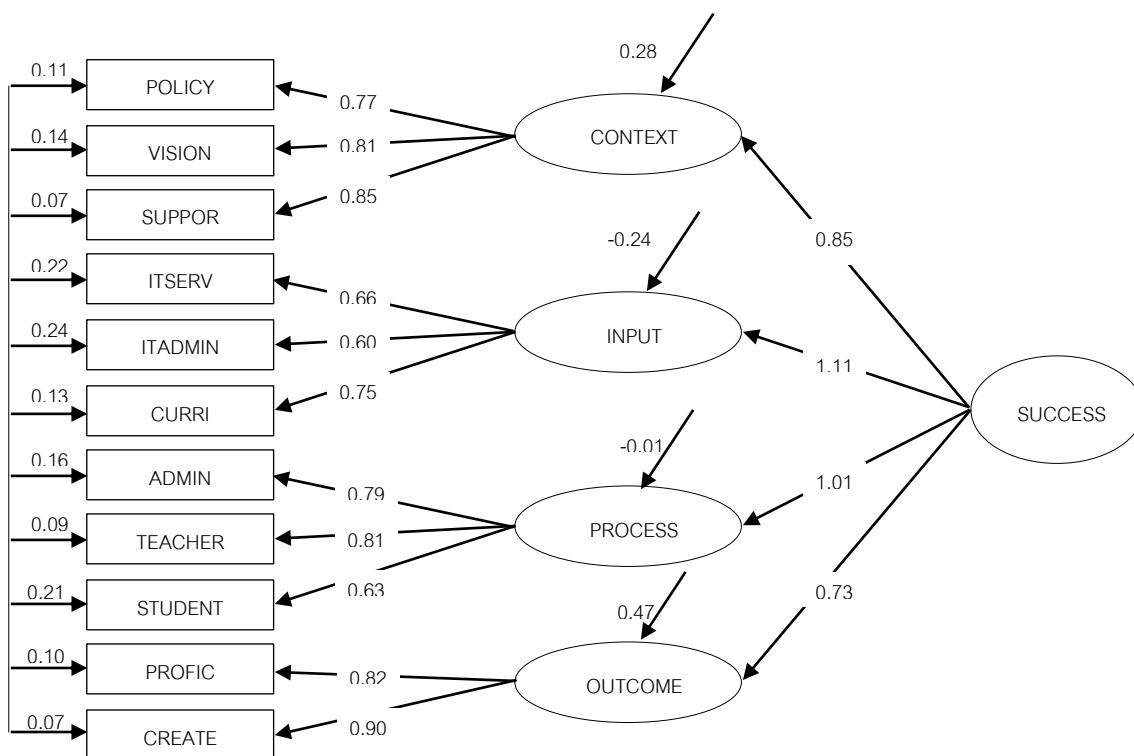 0.28
0.11
POLICY
0.77
CONTEXT
0.14
VISION
0.81
0.07
SUPPOR
0.85
-0.24
0.85
0.22
ITSERV
0.66
INPUT
0.24
ITADMIN
0.60
1.11
0.13
CURRI
0.75
SUCCESS
-0.01
0.16
ADMIN
0.79
1.01
0.09
TEACHER
0.81
PROCESS
0.21
STUDENT
0.63
0.47
0.73
0.10
PROFIC
0.82
OUTCOME
0.07
CREATE
0.90